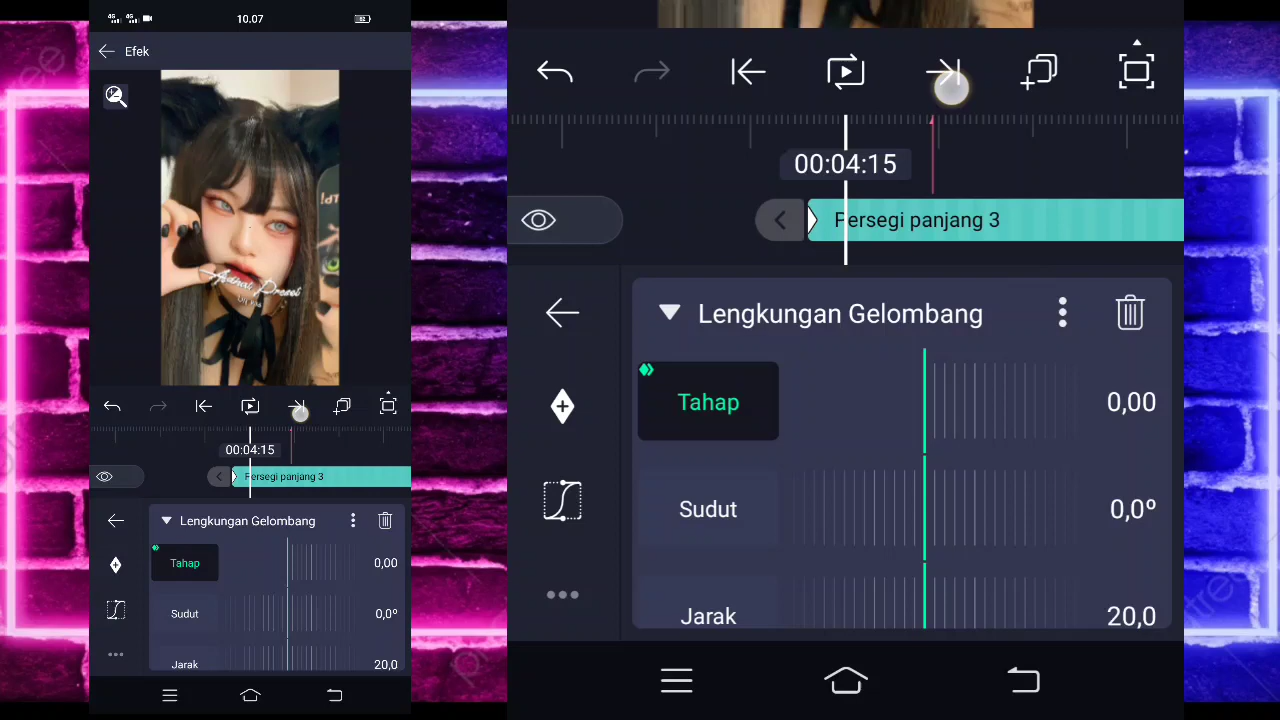 10.07
Efek
00:04:15
Persegi panjang 3
Lengkungan Gelombang
Tahap
0,00
Sudut
0,0º
Jarak
20,0
00:04:15
Persegi panjang 3
Lengkungan Gelombang
Tahap
0,00
Sudut
0,0º
Jarak
20,0